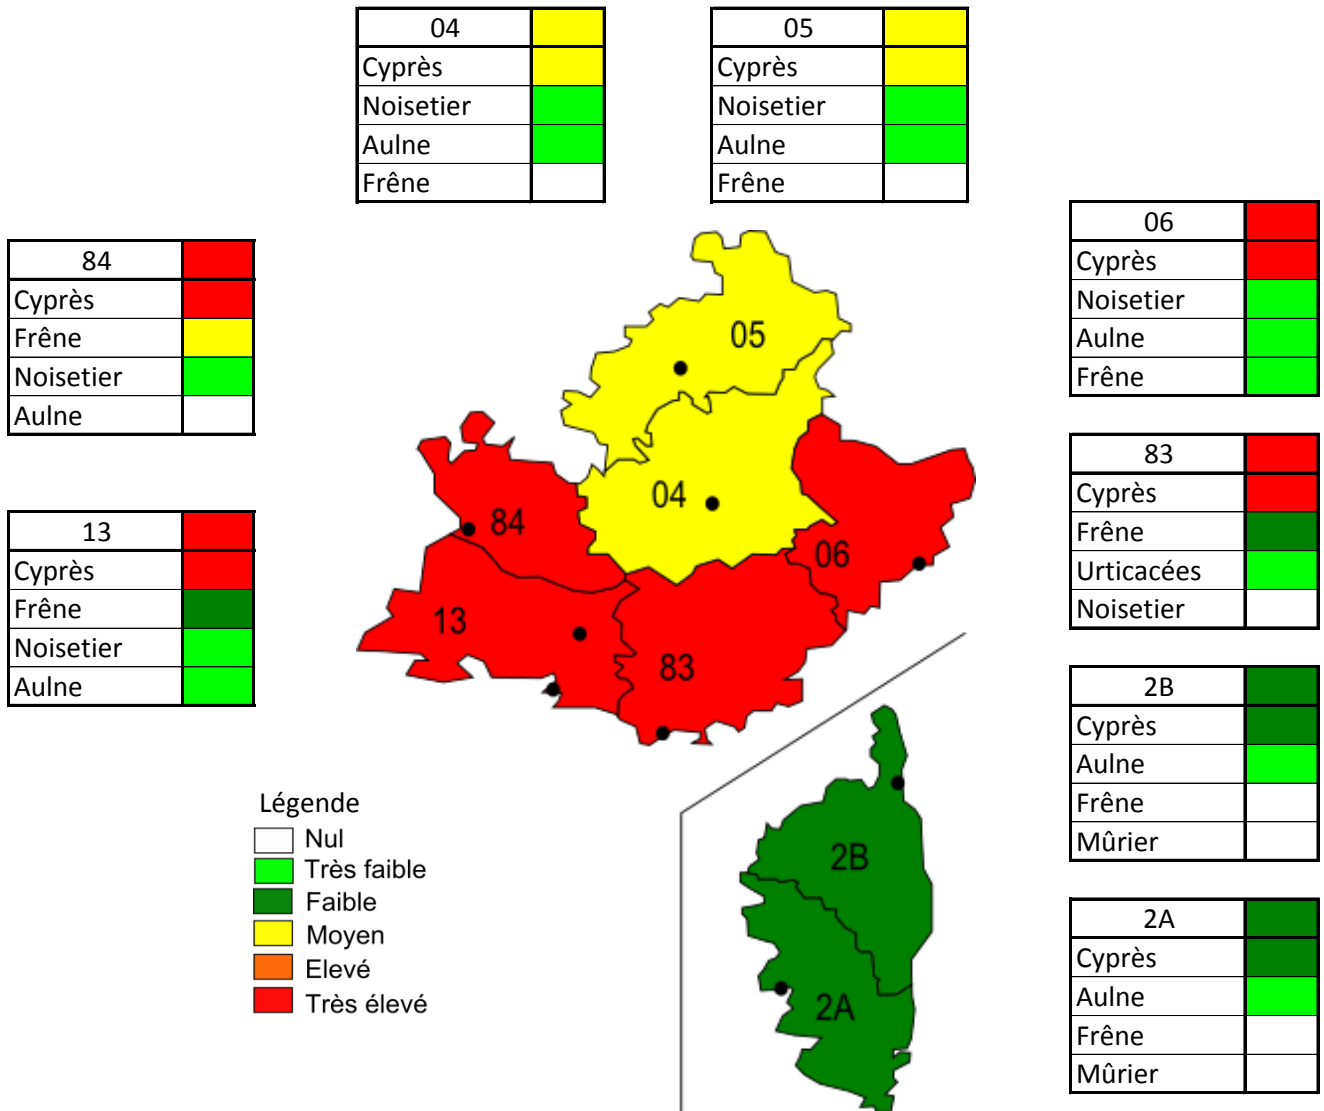 04
Cyprès
Noisetier
Aulne
Frêne
05
Cyprès
Noisetier
Aulne
Frêne
84
Cyprès
Frêne
Noisetier
Aulne
13
Cyprès
Frêne
Noisetier
Aulne
06
Cyprès
Noisetier
Aulne
Frêne
83
Cyprès
Frêne
Urticacées
Noisetier
2B
Cyprès
Aulne
Frêne
Mûrier
2A
Cyprès
Aulne
Frêne
Mûrier
05
04
84
06
13
83
2B
2A
Légende
Nul
Très faible
Faible
Moyen
Elevé
Très élevé